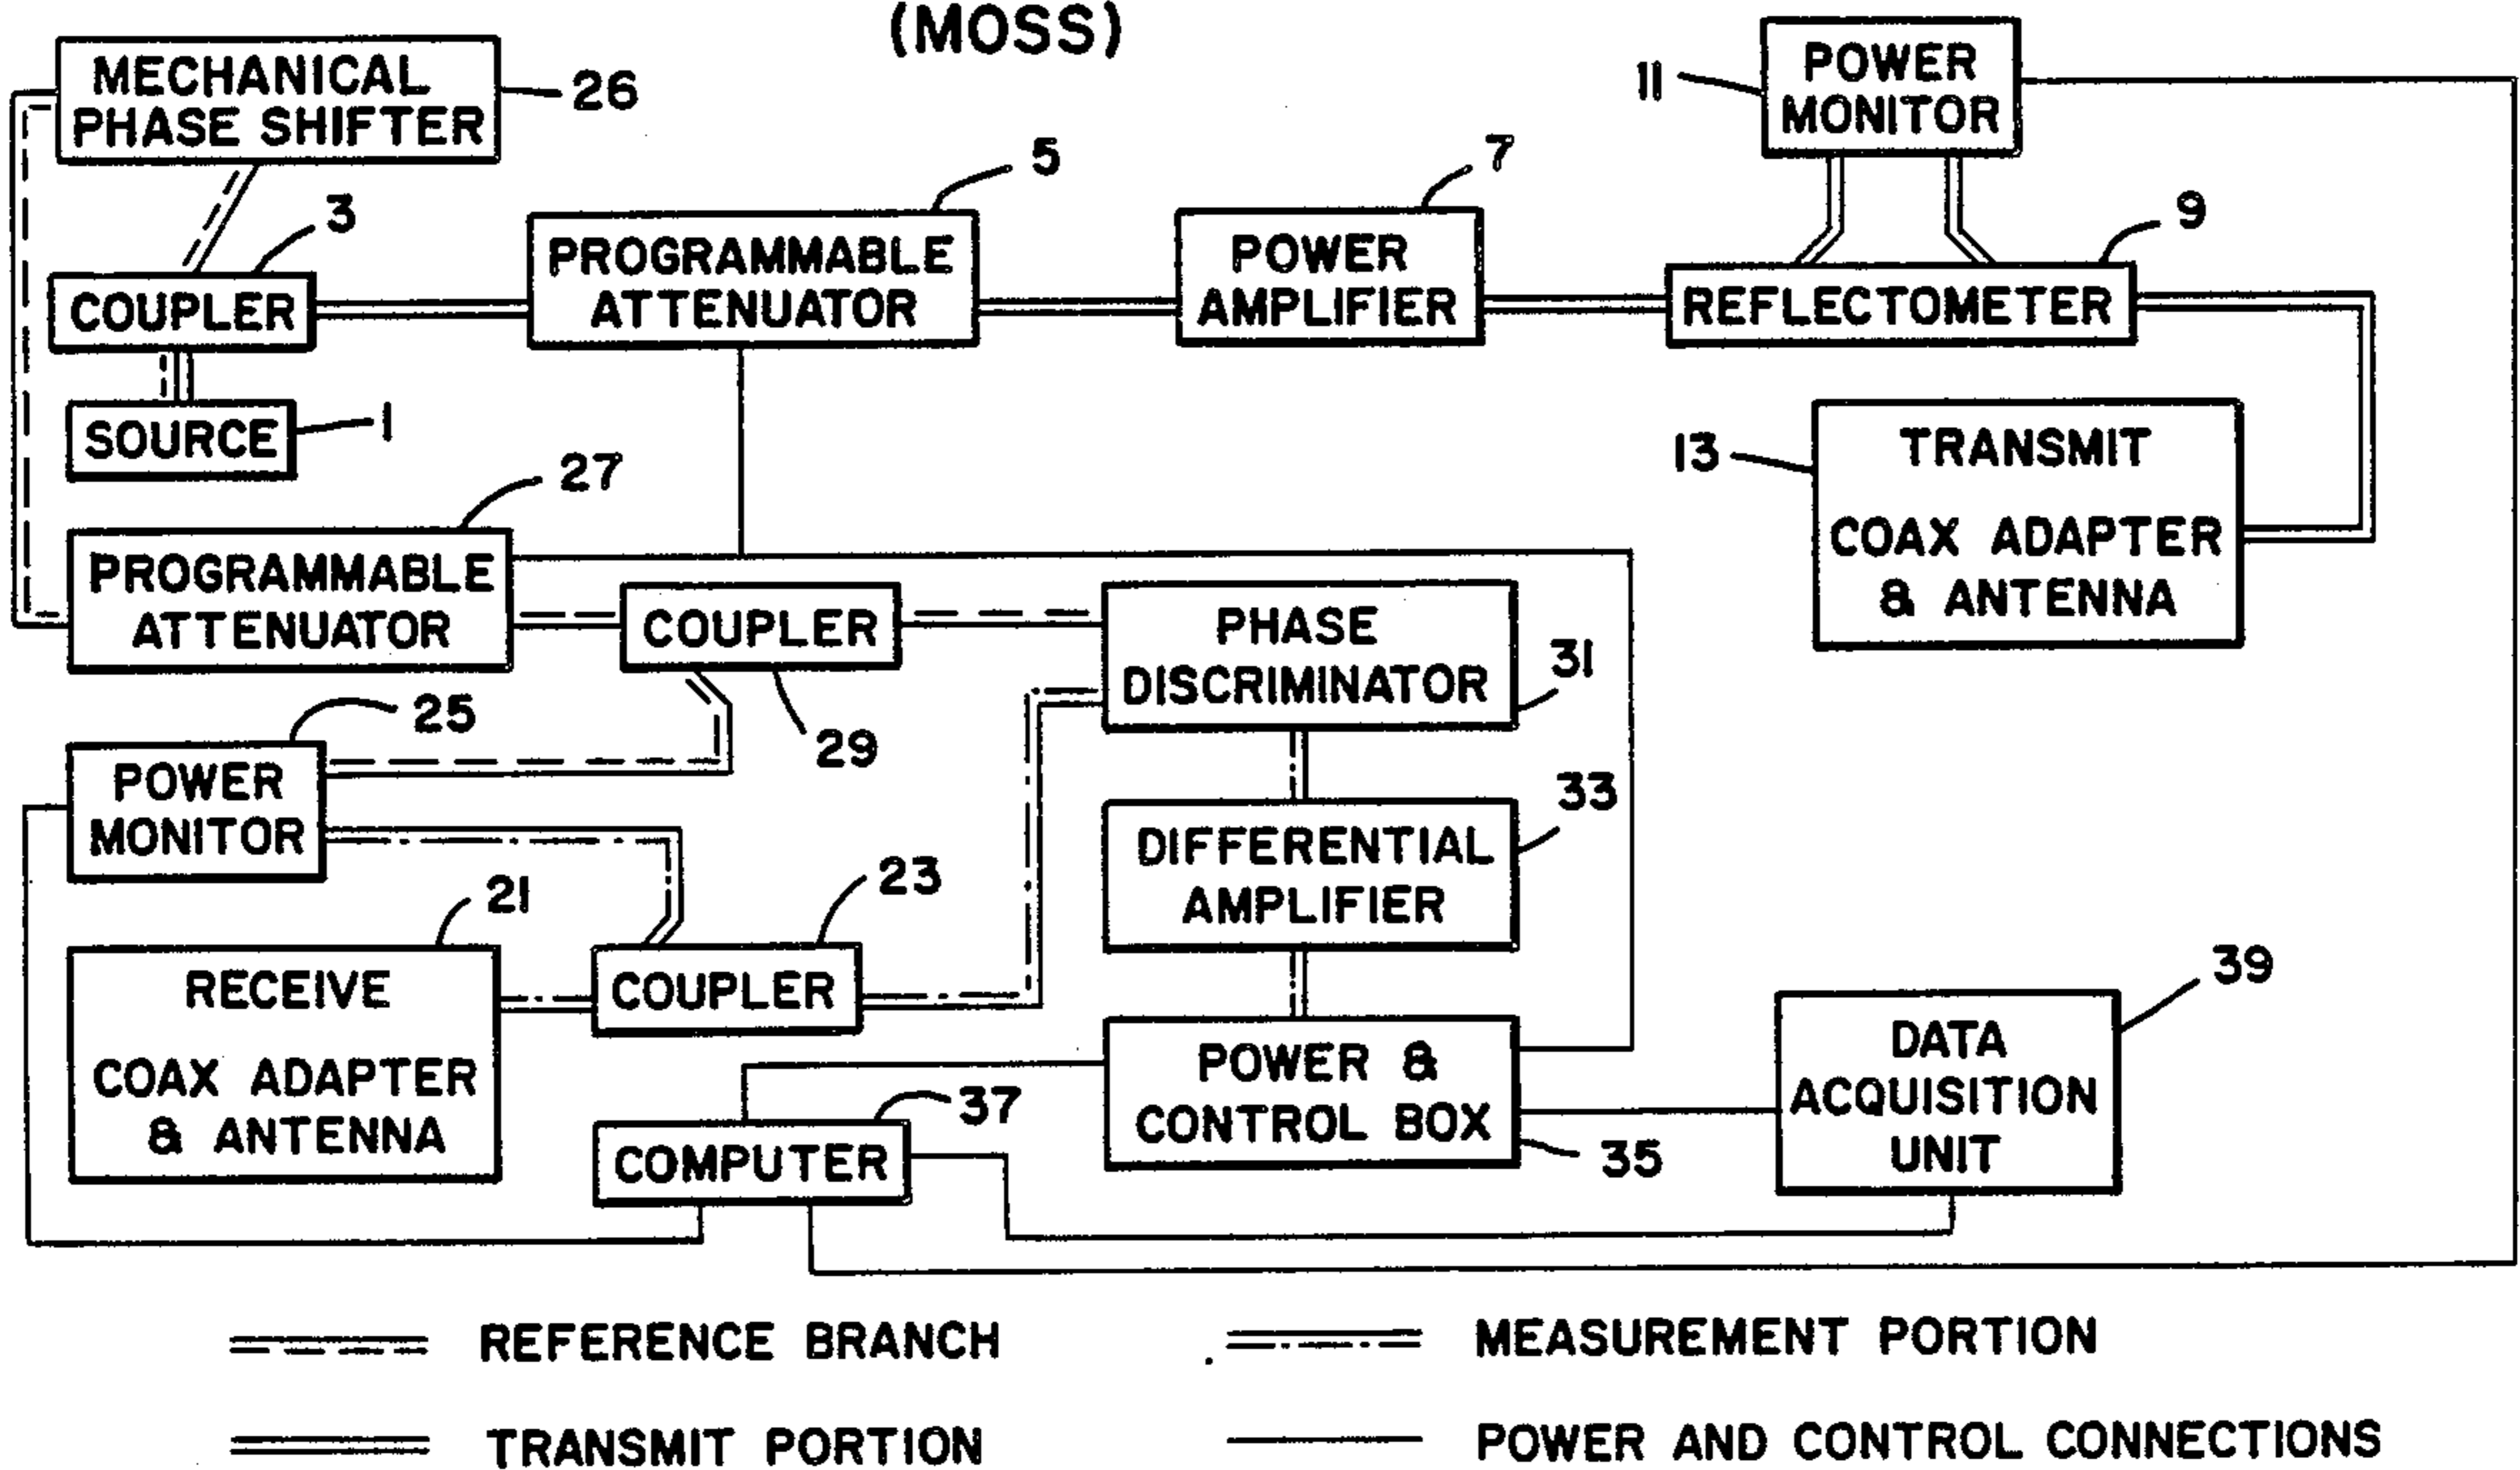 (MOSS)
MECHANICAL
PHASE SHIFTER
26
POWER
MONITOR
11
3
5
7
9
COUPLER
PROGRAMMABLE
ATTENUATOR
POWER
AMPLIFIER
REFLECTOMETER
SOURCE
1
13
TRANSMIT
COAX ADAPTER
& ANTENNA
27
PROGRAMMABLE
ATTENUATOR
COUPLER
29
PHASE
DISCRIMINATOR
31
25
POWER
MONITOR
33
DIFFERENTIAL
AMPLIFIER
21
23
RECEIVE
COAX ADAPTER
& ANTENNA
COUPLER
POWER &
CONTROL BOX
35
39
DATA
ACQUISITION
UNIT
37
COMPUTER
REFERENCE BRANCH
MEASUREMENT PORTION
TRANSMIT PORTION
POWER AND CONTROL CONNECTIONS